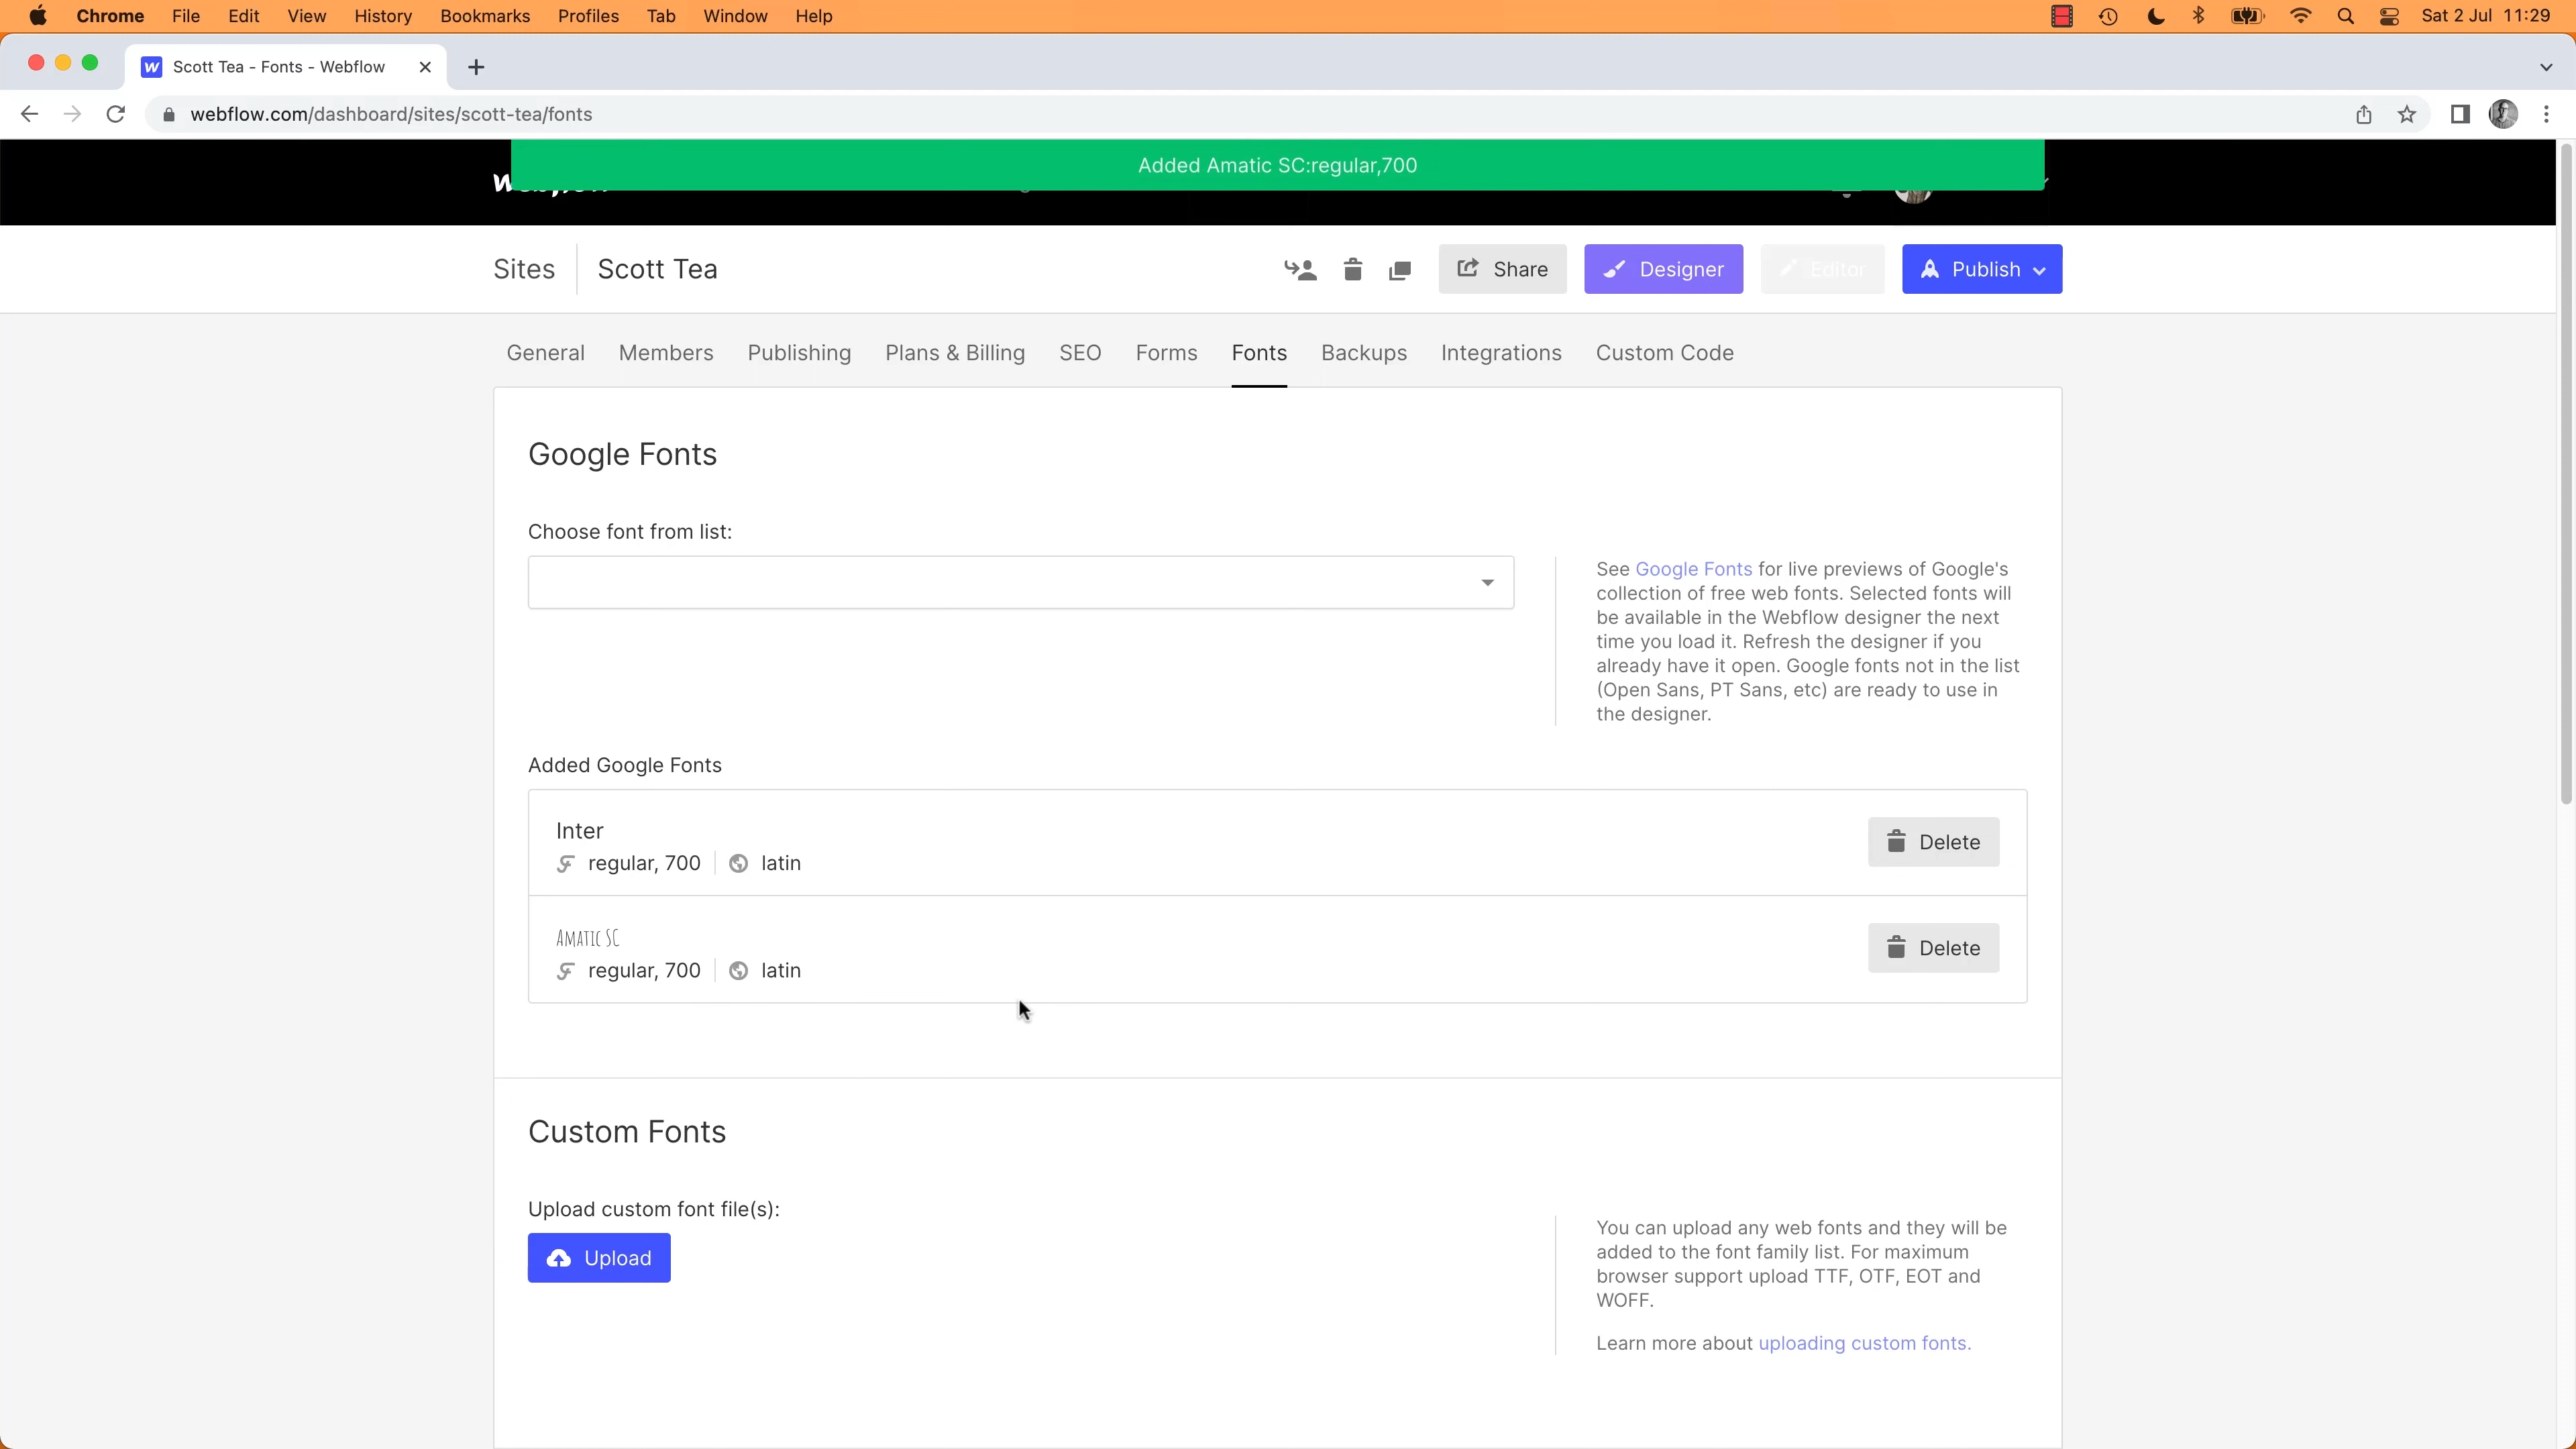 Chrome File Edit View History Bookmarks Profiles Tab Window Help Sat 2 Jul 11:29
Scott Tea - Fonts - Webflow
webflow.com/dashboard/sites/scott-tea/fonts
Added Amatic SC:regular,700
Sites Scott Tea Share Designer Editor Publish
General Members Publishing Plans & Billing SEO Forms Fonts Backups Integrations Custom Code
Google Fonts
Choose font from list:
See Google Fonts for live previews of Google's
collection of free web fonts. Selected fonts will
be available in the Webflow designer the next
time you load it. Refresh the designer if you
already have it open. Google fonts not in the list
(Open Sans, PT Sans, etc) are ready to use in
the designer.
Added Google Fonts
Inter
regular, 700 latin
Delete
Amatic SC
regular, 700 latin
Delete
Custom Fonts
Upload custom font file(s):
Upload
You can upload any web fonts and they will be
added to the font family list. For maximum
browser support upload TTF, OTF, EOT and
WOFF.
Learn more about uploading custom fonts.